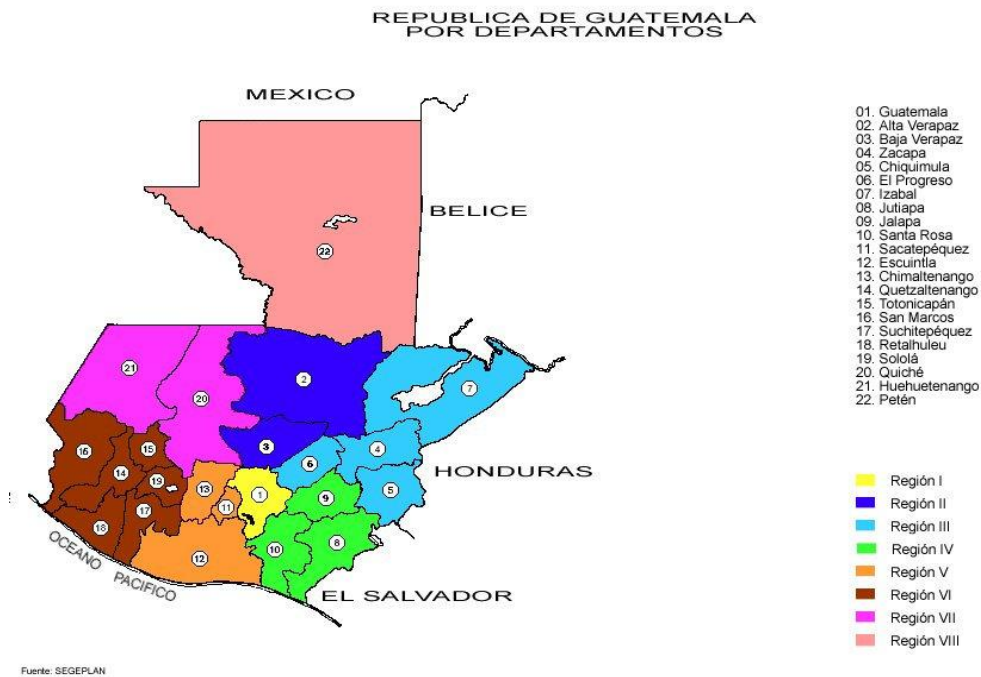 REPUBLICA DE GUATEMALA
POR DEPARTAMENTOS
MEXICO
BELICE
22
21
20
2
7
3
4
6
5
16
15
14
19
13
11
1
9
18
17
12
10
8
HONDURAS
OCEANO PACIFICO
EL SALVADOR
01. Guatemala
02. Alta Verapaz
03. Baja Verapaz
04. Zacapa
05. Chiquimula
06. El Progreso
07. Izabal
08. Jutiapa
09. Jalapa
10. Santa Rosa
11. Sacatepéquez
12. Escuintla
13. Chimaltenango
14. Quetzaltenango
15. Totonicapán
16. San Marcos
17. Suchitepéquez
18. Retalhuleu
19. Sololá
20. Quiché
21. Huehuetenango
22. Petén
Región I
Región II
Región III
Región IV
Región V
Región VI
Región VII
Región VIII
Fuente: SEGEPLAN